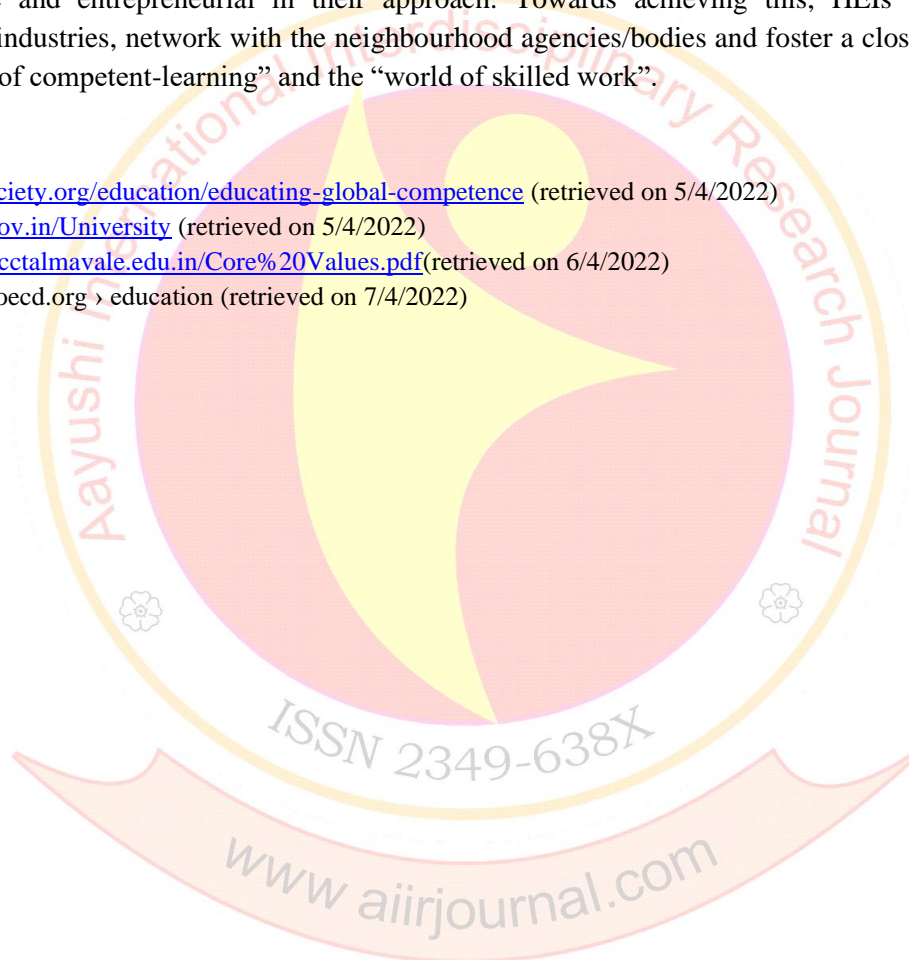 and entrepreneurial in their approach. Towards achieving this, HEIs
industries, network with the neighbourhood agencies/bodies and foster a clos
of competent-learning” and the “world of skilled work”.
ciety.org/education/educating-global-competence (retrieved on 5/4/2022)
ov.in/University (retrieved on 5/4/2022)
cctalmavale.edu.in/Core%20Values.pdf(retrieved on 6/4/2022)
oecd.org › education (retrieved on 7/4/2022)
Aayushi International Interdisciplinary Research Journal
ISSN 2349-638X
www aiirjournal.com